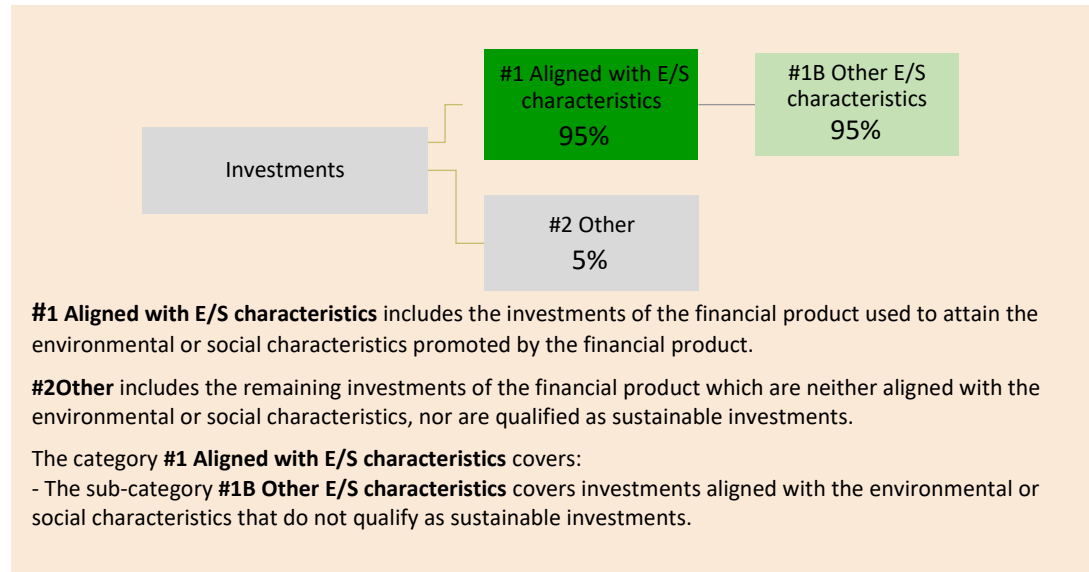 #1 Aligned with E/S
characteristics
95%
#1B Other E/S
characteristics
95%
Investments
#2 Other
5%
#1 Aligned with E/S characteristics includes the investments of the financial product used to attain the
environmental or social characteristics promoted by the financial product.
#2Other includes the remaining investments of the financial product which are neither aligned with the
environmental or social characteristics, nor are qualified as sustainable investments.
The category #1 Aligned with E/S characteristics covers:
- The sub-category #1B Other E/S characteristics covers investments aligned with the environmental or
social characteristics that do not qualify as sustainable investments.